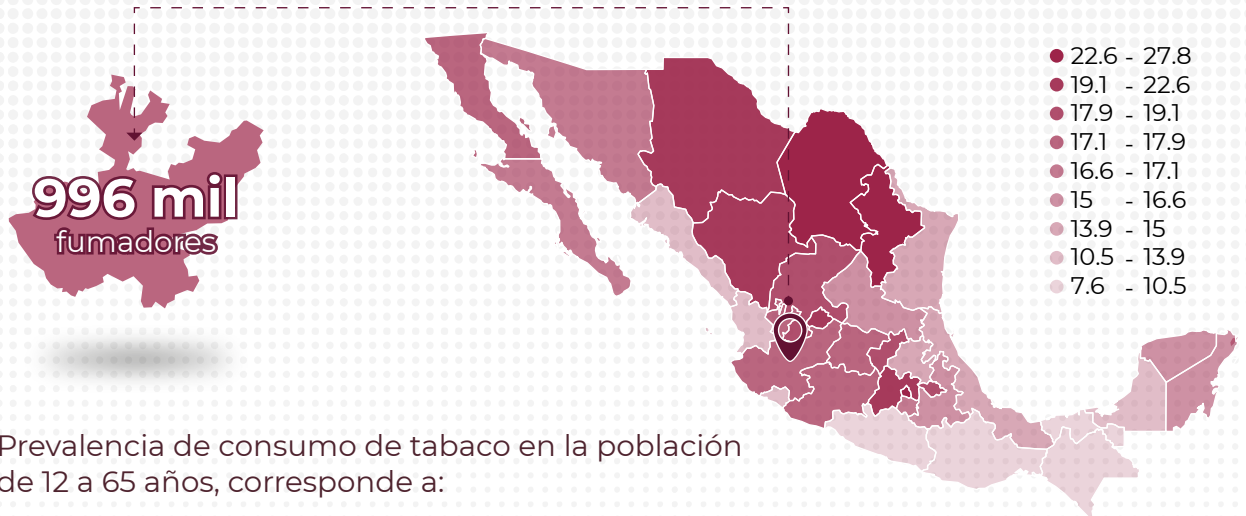 996 mil
fumadores
22.6 - 27.8
19.1 - 22.6
17.9 - 19.1
17.1 - 17.9
16.6 - 17.1
15 - 16.6
13.9 - 15
10.5 - 13.9
7.6 - 10.5
Prevalencia de consumo de tabaco en la población
de 12 a 65 años, corresponde a: